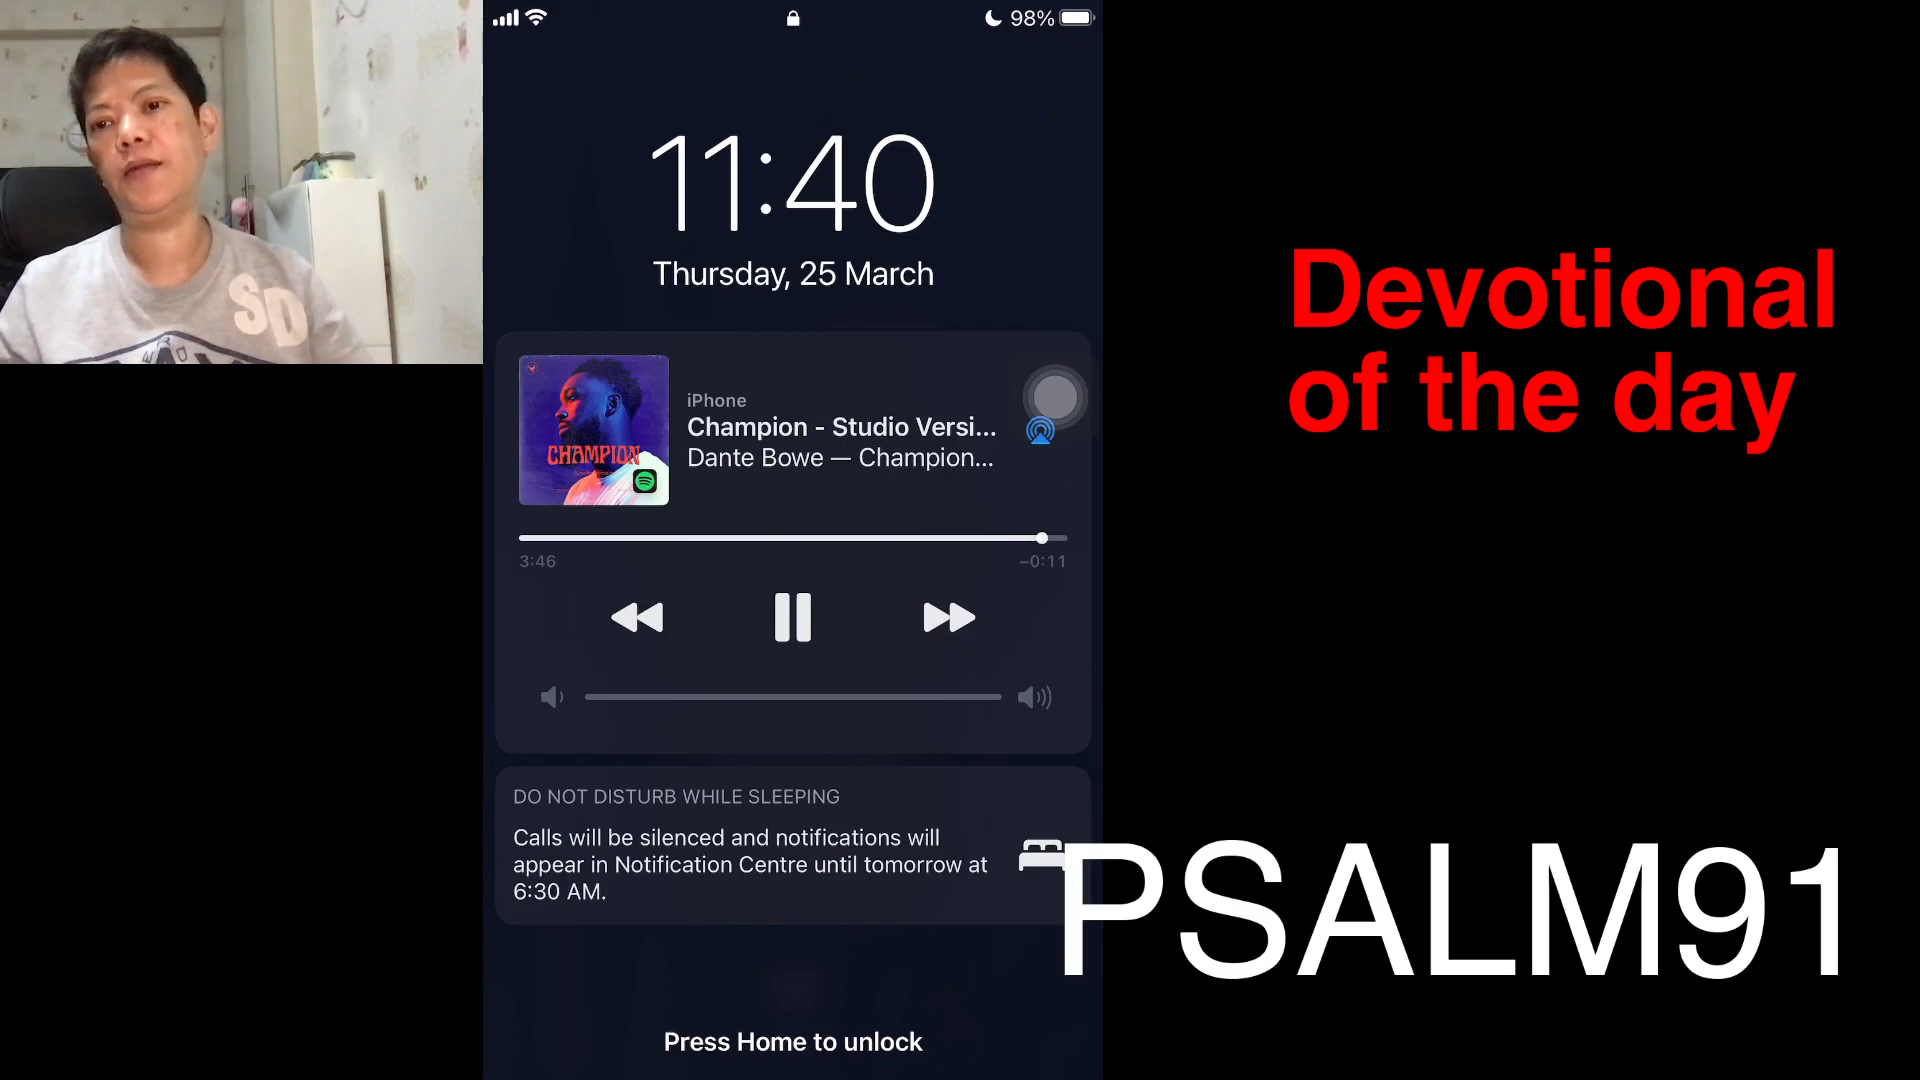 98%
11:40
Thursday, 25 March
SD
CHAMPION
iPhone
Champion - Studio Versi...
Dante Bowe — Champion...
3:46
−0:11
DO NOT DISTURB WHILE SLEEPING
Calls will be silenced and notifications will
appear in Notification Centre until tomorrow at
6:30 AM.
Press Home to unlock
Devotional
of the day
PSALM91